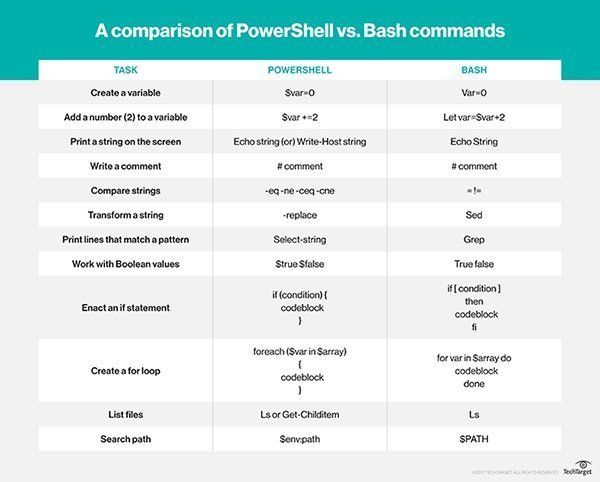 A comparison of PowerShell vs. Bash commands
TASK POWERSHELL BASH
Create a variable $var=0 Var=0
Add a number (2) to a variable $var +=2 Let var=$var+2
Print a string on the screen Echo string (or) Write-Host string Echo String
Write a comment # comment # comment
Compare strings -eq -ne -ceq -cne = !=
Transform a string -replace Sed
Print lines that match a pattern Select-string Grep
Work with Boolean values $true $false True false
Enact an if statement
if (condition) {
codeblock
}
if [ condition ]
then
codeblock
fi
Create a for loop
foreach ($var in $array)
{
codeblock
}
for var in $array do
codeblock
done
List files Ls or Get-Childitem Ls
Search path $env:path $PATH
©2017 TECHTARGET. ALL RIGHTS RESERVED TechTarget